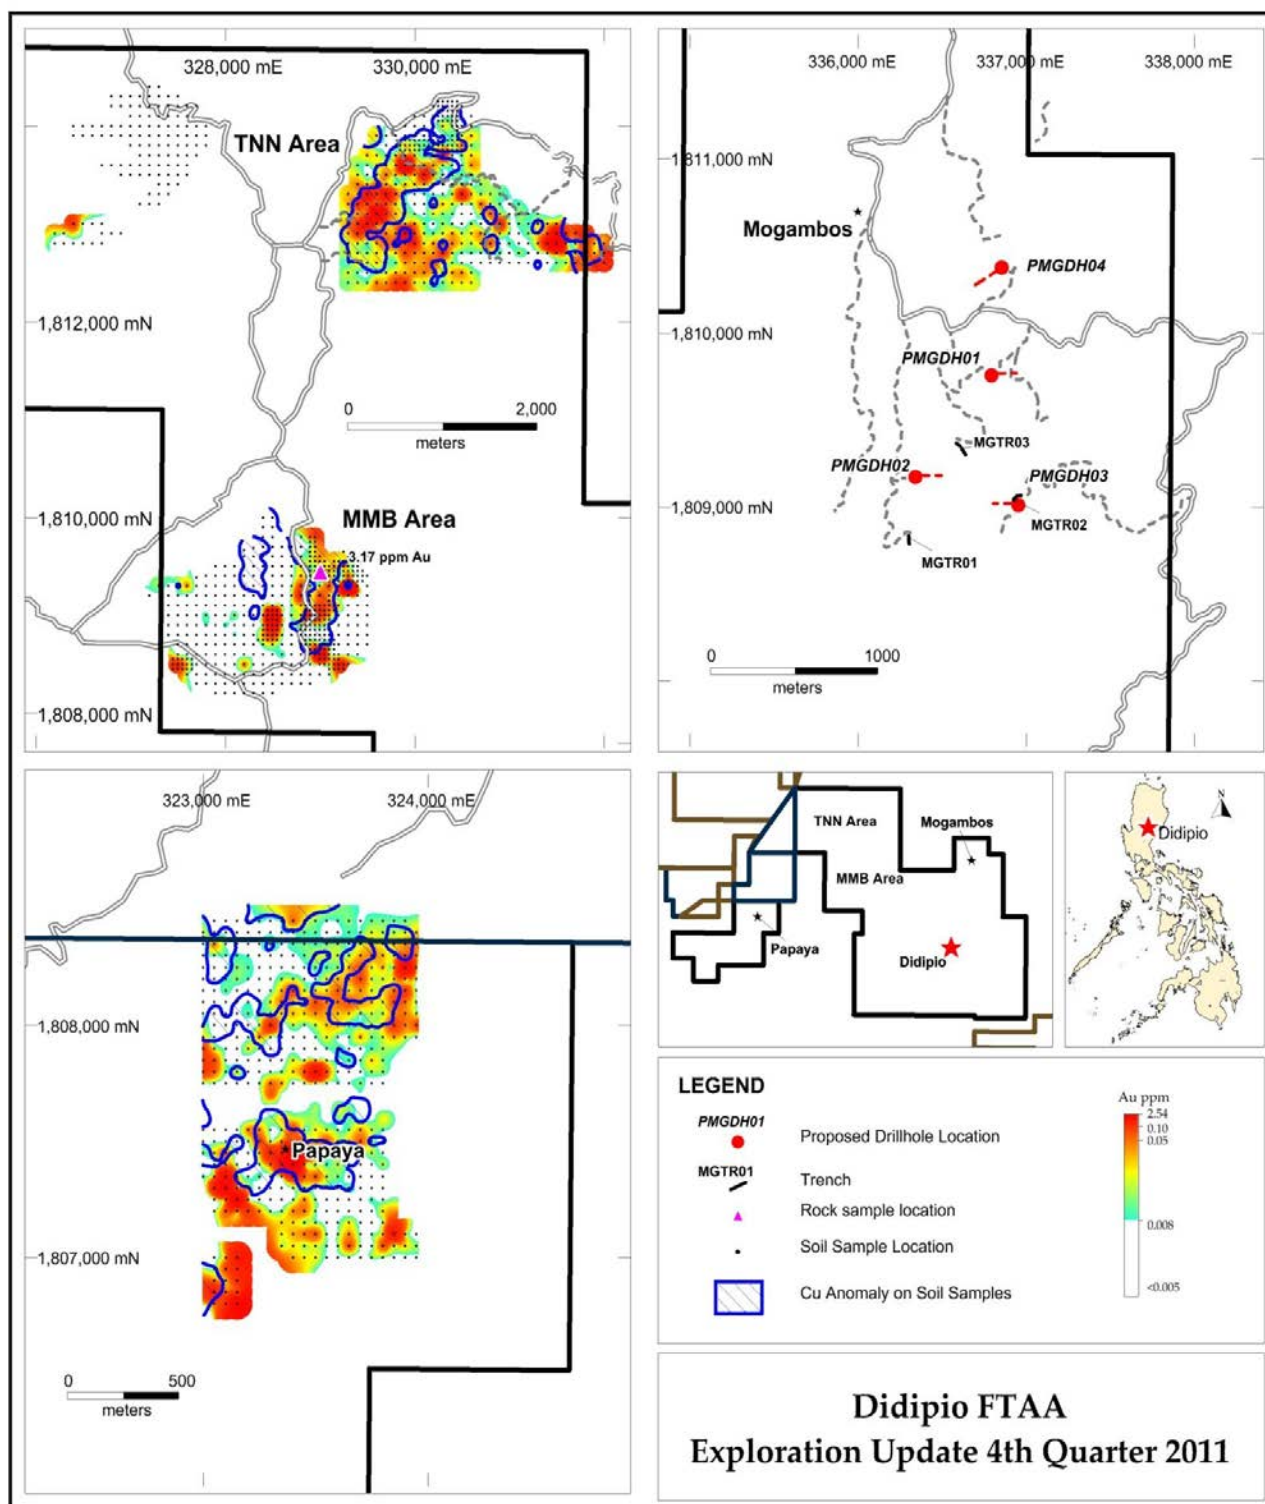 328,000 mE
330,000 mE
TNN Area
1,812,000 mN
0
2,000
meters
1,810,000 mN
MMB Area
3.17 ppm Au
1,808,000 mN
336,000 mE
337,000 mE
338,000 mE
1,811,000 mN
Mogambos
PMGDH04
1,810,000 mN
PMGDH01
MGTR03
PMGDH02
PMGDH03
1,809,000 mN
MGTR02
MGTR01
0
1000
meters
323,000 mE
324,000 mE
1,808,000 mN
Papaya
1,807,000 mN
0
500
meters
TNN Area
Mogambos
MMB Area
Papaya
Didipio
N
Didipio
LEGEND
PMGDH01
Proposed Drillhole Location
MGTR01
Trench
Rock sample location
Soil Sample Location
Cu Anomaly on Soil Samples
Au ppm
2.54
0.10
0.05
0.008
<0.005
Didipio FTAA
Exploration Update 4th Quarter 2011